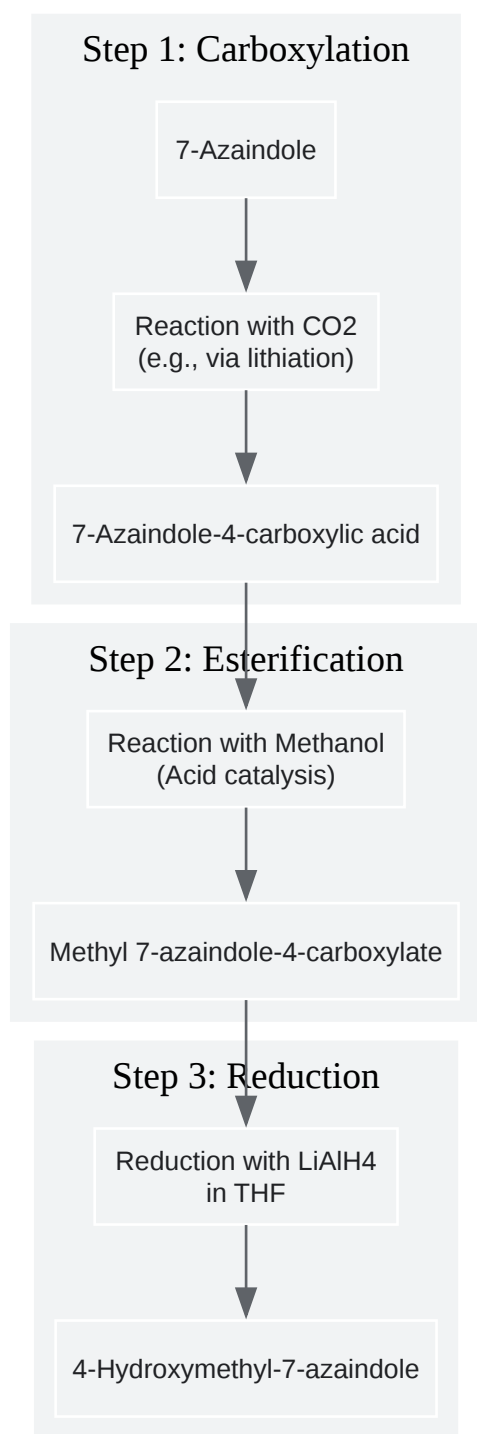 Step 1: Carboxylation
7-Azaindole
Reaction with CO2
(e.g., via lithiation)
7-Azaindole-4-carboxylic acid
Step 2: Esterification
Reaction with Methanol
(Acid catalysis)
Methyl 7-azaindole-4-carboxylate
Step 3: Reduction
Reduction with LiAlH4
in THF
4-Hydroxymethyl-7-azaindole